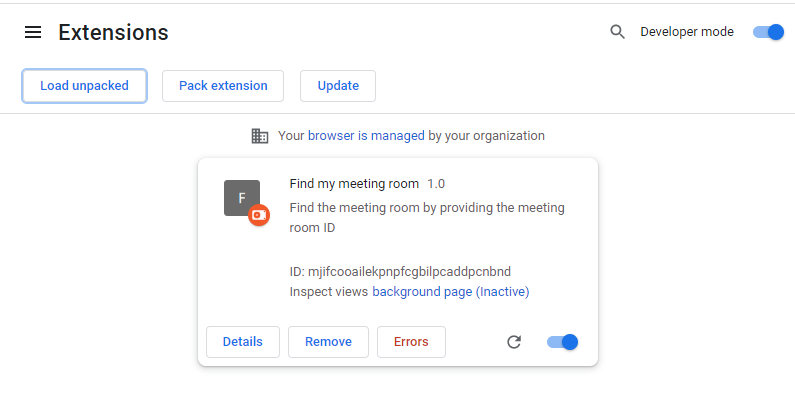 Extensions
Developer mode
Load unpacked
Pack extension
Update
Your browser is managed by your organization
F
Find my meeting room 1.0
Find the meeting room by providing the meeting
room ID
ID: mjifcooailekpnpfcgbilpcaddpcnbnd
Inspect views background page (Inactive)
Details
Remove
Errors